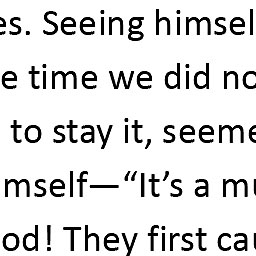 es. Seeing himsel
e time we did no
to stay it, seeme
mself—“It’s a mu
od! They first cau